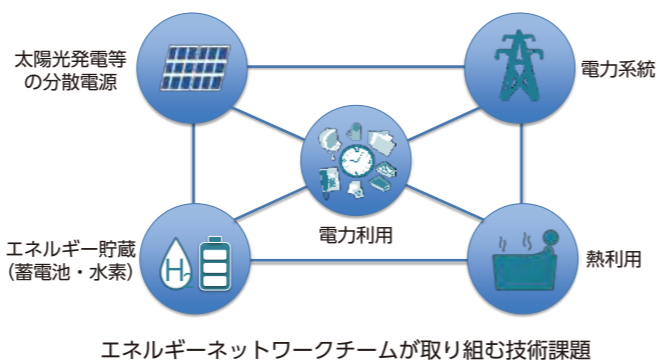 太陽光発電等
の分散電源
電力系統
電力利用
エネルギー貯蔵
（蓄電池・水素）
H₂
熱利用
エネルギーネットワークチームが取り組む技術課題